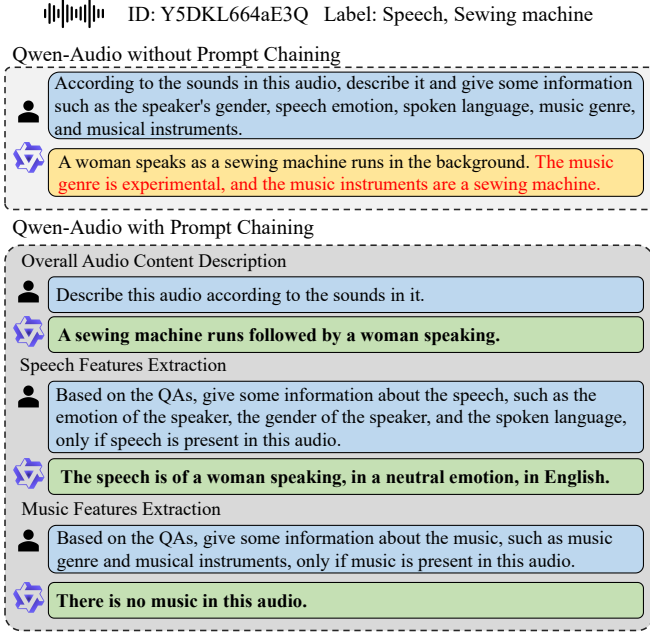 ID: Y5DKL664aE3Q   Label: Speech, Sewing machine
Qwen-Audio without Prompt Chaining
According to the sounds in this audio, describe it and give some information
such as the speaker's gender, speech emotion, spoken language, music genre,
and musical instruments.
A woman speaks as a sewing machine runs in the background. The music
genre is experimental, and the music instruments are a sewing machine.
Qwen-Audio with Prompt Chaining
Overall Audio Content Description
Describe this audio according to the sounds in it.
A sewing machine runs followed by a woman speaking.
Speech Features Extraction
Based on the QAs, give some information about the speech, such as the
emotion of the speaker, the gender of the speaker, and the spoken language,
only if speech is present in this audio.
The speech is of a woman speaking, in a neutral emotion, in English.
Music Features Extraction
Based on the QAs, give some information about the music, such as music
genre and musical instruments, only if music is present in this audio.
There is no music in this audio.